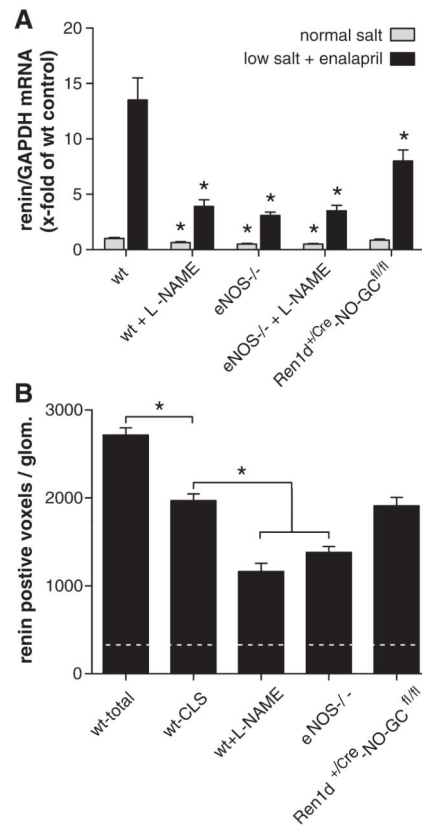 A
normal salt
low salt + enalapril
renin/GAPDH mRNA
(x-fold of wt control)
20
15
10
5
0
*
*
*
*
*
*
*
wt
wt + L -NAME
eNOS-/-
eNOS-/- + L -NAME
Ren1d+/Cre-NO-GCfl/fl
B
renin postive voxels / glom.
3000
2000
1000
0
*
*
wt-total
wt-CLS
wt+L-NAME
eNOS-/ -
Ren1d +/Cre-NO-GC fl/fl